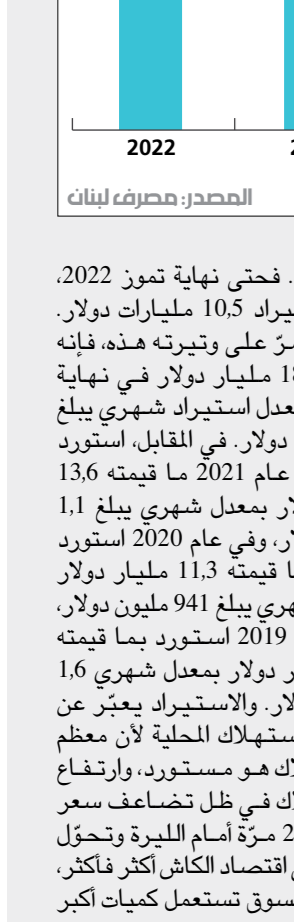 2022
المصدر: مصرف لبنان
. فحتى نهاية تموز 2022،
يراد 10,5 مليارات دولار.
ـرّ على وتيرته هذه، فإنه
مليار دولار في نهاية
عدل استيراد شهري يبلغ
دولار. في المقابل، استورد
عام 2021 ما قيمته 13,6
لار بمعدل شهري يبلغ 1,1
لار، وفي عام 2020 استورد
ا قيمته 11,3 مليار دولار
هري يبلغ 941 مليون دولار،
2019 استورد بما قيمته
ر دولار بمعدل شهري 1,6
لار. والاستيراد يعبّر عن
ستهلاك المحلية لأن معظم
لاك هو مستورد، وارتفاع
لاك في ظل تضاعف سعر
2 مرّة أمام الليرة وتحوّل
اقتصاد الكاش أكثر فأكثر،
سوق تستعمل كميات أكبر